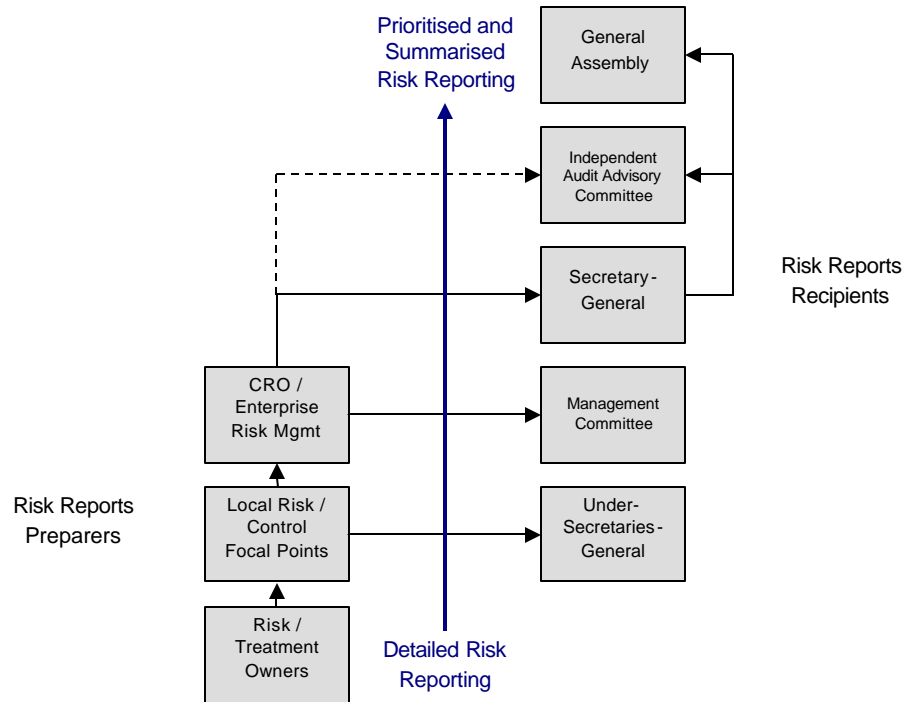 Prioritised and
Summarised
Risk Reporting
General
Assembly
Independent
Audit Advisory
Committee
Secretary-
General
Risk Reports
Recipients
CRO /
Enterprise
Risk Mgmt
Management
Committee
Risk Reports
Preparers
Local Risk /
Control
Focal Points
Under-
Secretaries-
General
Risk /
Treatment
Owners
Detailed Risk
Reporting